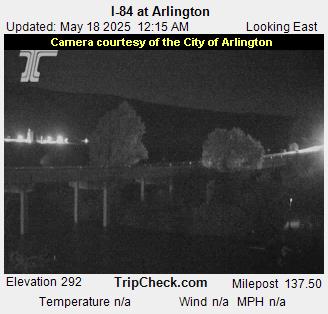 I-84 at Arlington
Updated: May 18 2025 12:15 AM Looking East
Camera courtesy of the City of Arlington
Elevation 292 TripCheck.com Milepost 137.50
Temperature n/a Wind n/a MPH n/a